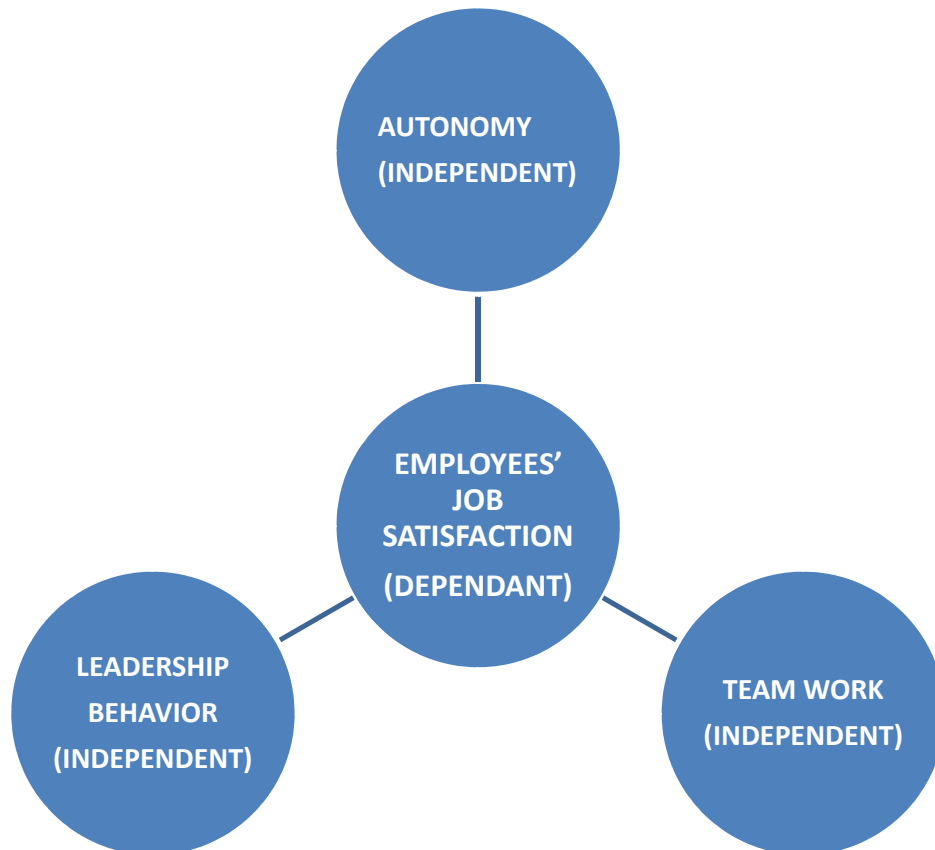 AUTONOMY
(INDEPENDENT)
EMPLOYEES’
JOB
SATISFACTION
(DEPENDANT)
LEADERSHIP
BEHAVIOR
(INDEPENDENT)
TEAM WORK
(INDEPENDENT)